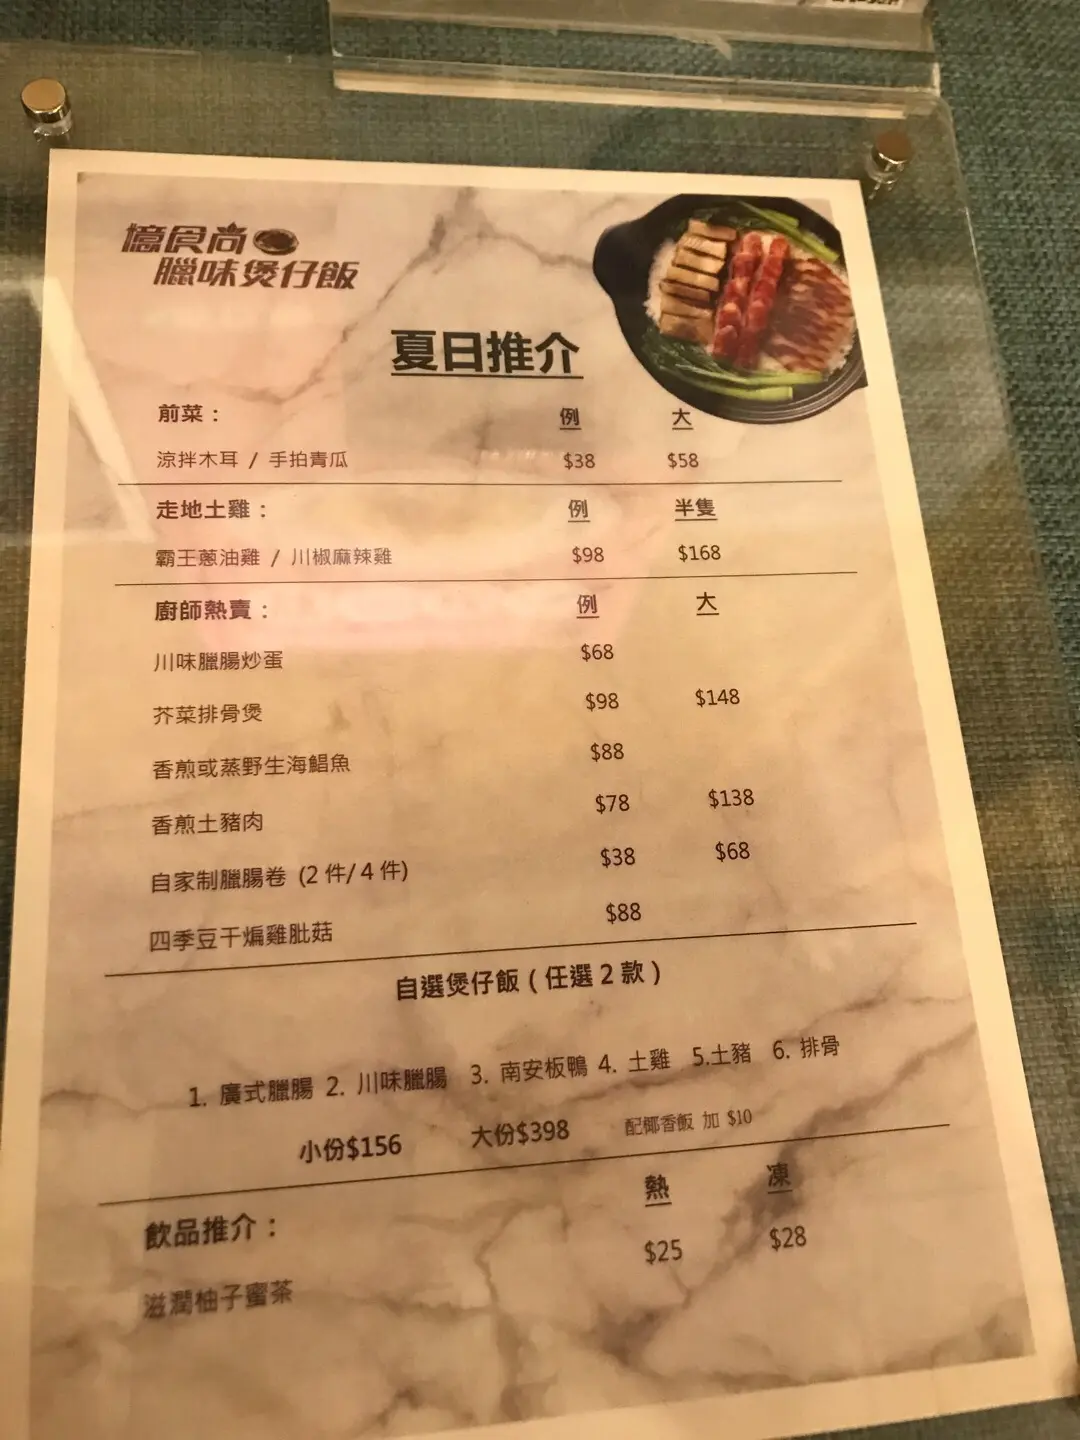 憶食尚
臘味煲仔飯
夏日推介
前菜： 例 大
涼拌木耳 / 手拍青瓜 $38 $58
走地土雞： 例 半隻
霸王蔥油雞 / 川椒麻辣雞 $98 $168
廚師熱賣： 例 大
川味臘腸炒蛋 $68
芥菜排骨煲 $98 $148
香煎或蒸野生海鯧魚 $88
香煎土豬肉 $78 $138
自家制臘腸卷 (2 件/ 4 件) $38 $68
四季豆干煸雞肶菇 $88
自選煲仔飯 ( 任選 2 款 )
1. 廣式臘腸 2. 川味臘腸 3. 南安板鴨 4. 土雞 5.土豬 6. 排骨
小份$156 大份$398 配椰香飯 加 $10
熱 凍
飲品推介： $25 $28
滋潤柚子蜜茶